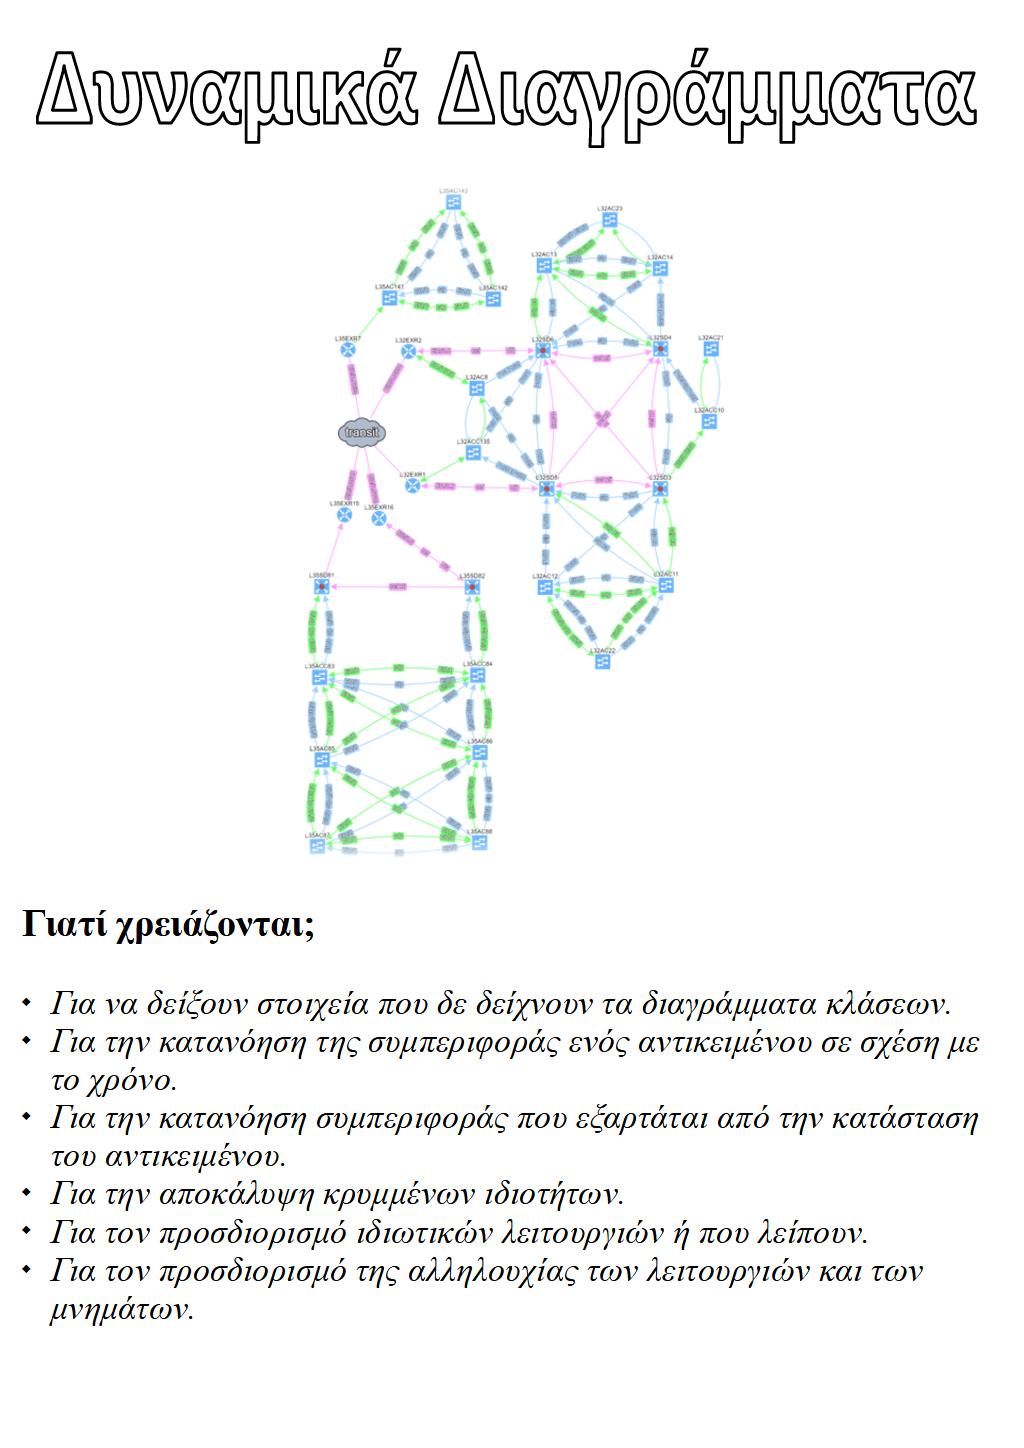 Δυναμικά Διαγράμματα
L35AC143
L32AC23
L32AC13
L32AC14
L35AC141
L35AC142
L35EXR7
L32EXR2
L32SD6
L32SD4
L32AC21
L32AC8
L32ACC10
transit
L32ACC135
L32EXR1
L32SD5
L32SD3
L35EXR15
L35EXR16
L35SD81
L35SD82
L32AC12
L32AC11
L32AC22
L35ACC83
L35ACC84
L35AC85
L35AC86
L35AC87
L35AC88
Γιατί χρειάζονται;
Για να δείξουν στοιχεία που δε δείχνουν τα διαγράμματα κλάσεων.
Για την κατανόηση της συμπεριφοράς ενός αντικειμένου σε σχέση με
το χρόνο.
Για την κατανόηση συμπεριφοράς που εξαρτάται από την κατάσταση
του αντικειμένου.
Για την αποκάλυψη κρυμμένων ιδιοτήτων.
Για τον προσδιορισμό ιδιωτικών λειτουργιών ή που λείπουν.
Για τον προσδιορισμό της αλληλουχίας των λειτουργιών και των
μνημάτων.